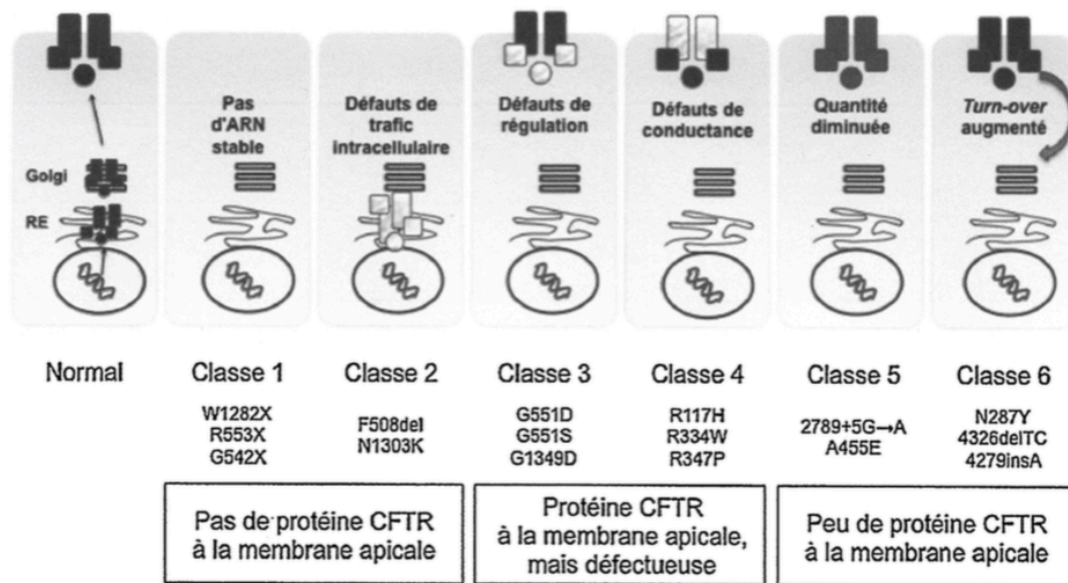 Pas
d'ARN
stable
Défauts de
trafic
intracellulaire
Défauts de
régulation
Défauts de
conductance
Quantité
diminuée
Turn-over
augmenté
Golgi
RE
Normal
Classe 1
Classe 2
Classe 3
Classe 4
Classe 5
Classe 6
W1282X
R553X
G542X
F508del
N1303K
G551D
G551S
G1349D
R117H
R334W
R347P
2789+5G→A
A455E
N287Y
4326delTC
4279insA
Pas de protéine CFTR
à la membrane apicale
Protéine CFTR
à la membrane apicale,
mais défectueuse
Peu de protéine CFTR
à la membrane apicale